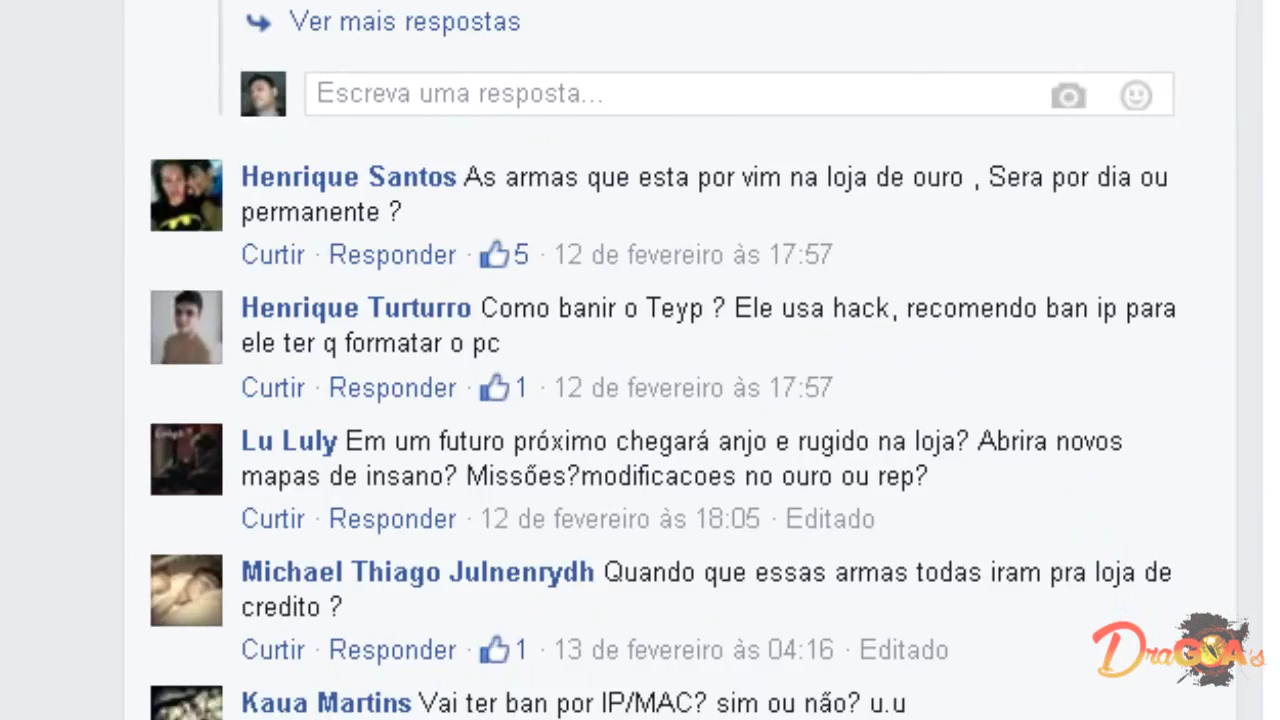 Ver mais respostas
Escreva uma resposta...
Henrique Santos As armas que esta por vim na loja de ouro , Sera por dia ou
permanente ?
Curtir · Responder · 5 · 12 de fevereiro às 17:57
Henrique Turturro Como banir o Teyp ? Ele usa hack, recomendo ban ip para
ele ter q formatar o pc
Curtir · Responder · 1 · 12 de fevereiro às 17:57
Lu Luly Em um futuro próximo chegará anjo e rugido na loja? Abrira novos
mapas de insano? Missões?modificacoes no ouro ou rep?
Curtir · Responder · 12 de fevereiro às 18:05 · Editado
Michael Thiago Julnenrydh Quando que essas armas todas iram pra loja de
credito ?
Curtir · Responder · 1 · 13 de fevereiro às 04:16 · Editado
DraGOA's
Kaua Martins Vai ter ban por IP/MAC? sim ou não? u.u